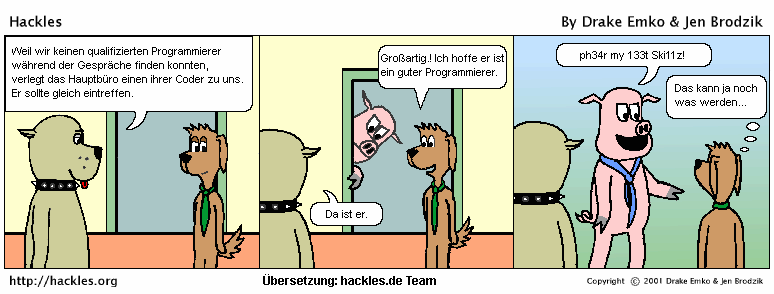 Hackles
By Drake Emko & Jen Brodzik
Weil wir keinen qualifizierten Programmierer
während der Gespräche finden konnten,
verlegt das Hauptbüro einen ihrer Coder zu uns.
Er sollte gleich eintreffen.
Großartig.! Ich hoffe er ist
ein guter Programmierer.
Da ist er.
ph34r my 133t Ski11z!
Das kann ja noch
was werden...
http://hackles.org
Übersetzung: hackles.de Team
Copyright © 2001 Drake Emko & Jen Brodzik